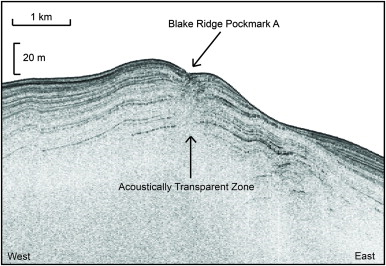 1 km
Blake Ridge Pockmark A
20 m
Acoustically Transparent Zone
West
East